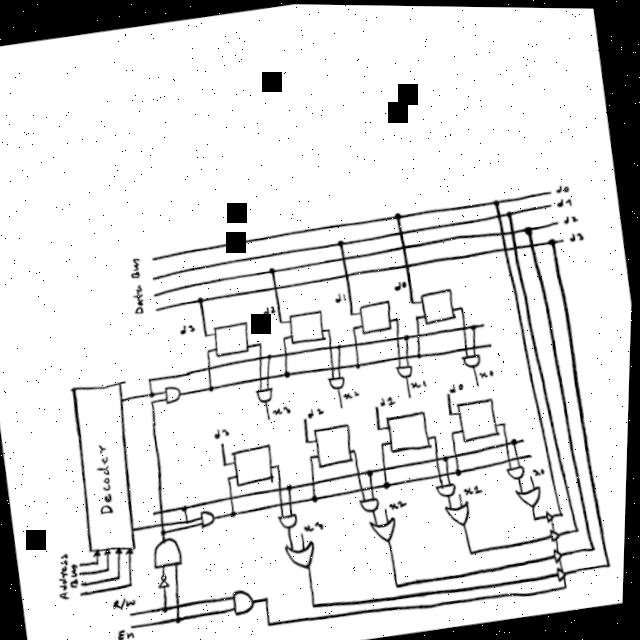 d0
d1
d2
d3
Data Bus
d3
d2
d1
d0
x3
x2
x1
x0
d3
d2
d1
d0
x3
x2
x1
x0
Decoder
Address
Bus
R/W
En